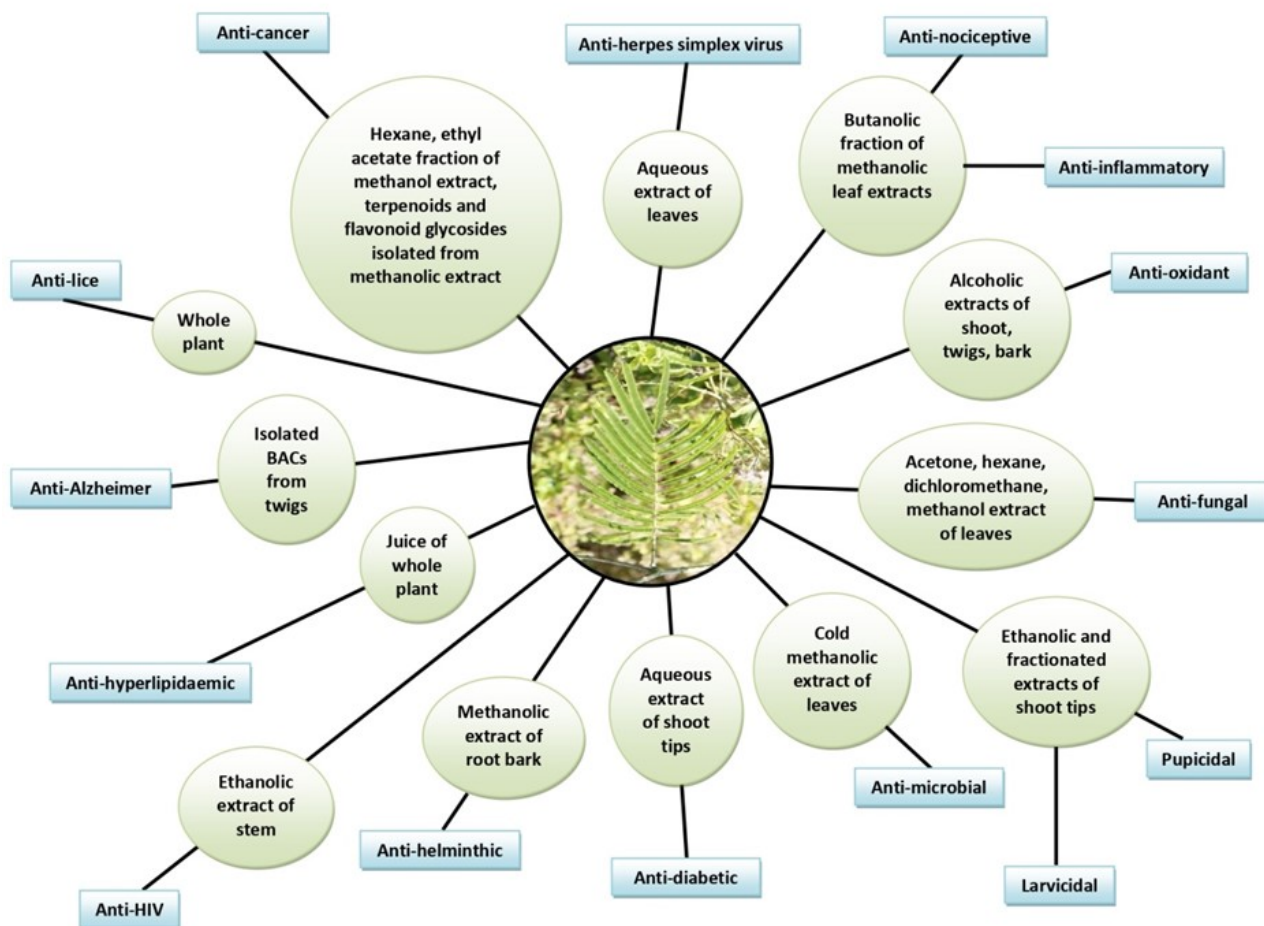 Anti-cancer
Hexane, ethyl
acetate fraction of
methanol extract,
terpenoids and
flavonoid glycosides
isolated from
methanolic extract
Anti-herpes simplex virus
Aqueous
extract of
leaves
Anti-nociceptive
Butanolic
fraction of
methanolic
leaf extracts
Anti-inflammatory
Alcoholic
extracts of
shoot,
twigs, bark
Anti-oxidant
Anti-lice
Whole
plant
Isolated
BACs
from
twigs
Anti-Alzheimer
Acetone, hexane,
dichloromethane,
methanol extract
of leaves
Anti-fungal
Juice of
whole
plant
Anti-hyperlipidaemic
Ethanolic
extract of
stem
Anti-HIV
Methanolic
extract of
root bark
Anti-helminthic
Aqueous
extract
of shoot
tips
Anti-diabetic
Cold
methanolic
extract of
leaves
Anti-microbial
Ethanolic and
fractionated
extracts of
shoot tips
Pupicidal
Larvicidal